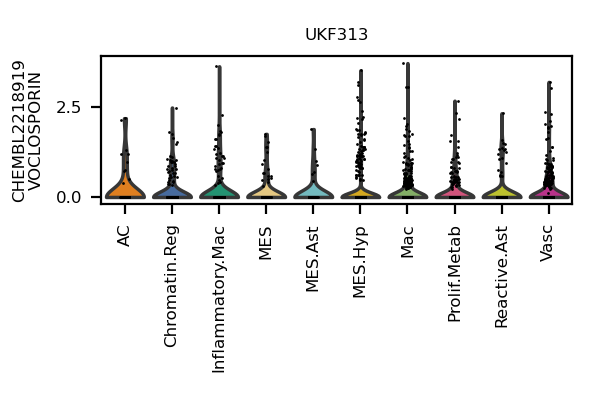 UKF313
CHEMBL2218919
VOCLOSPORIN
2.5
0.0
AC
Chromatin.Reg
Inflammatory.Mac
MES
MES.Ast
MES.Hyp
Mac
Prolif.Metab
Reactive.Ast
Vasc